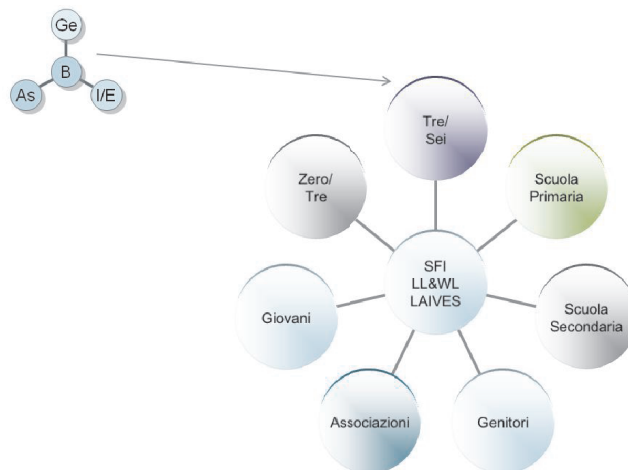 Ge
B
As
I/E
Tre/
Sei
Zero/
Tre
Scuola
Primaria
SFI
LL&WL
LAIVES
Giovani
Scuola
Secondaria
Associazioni
Genitori